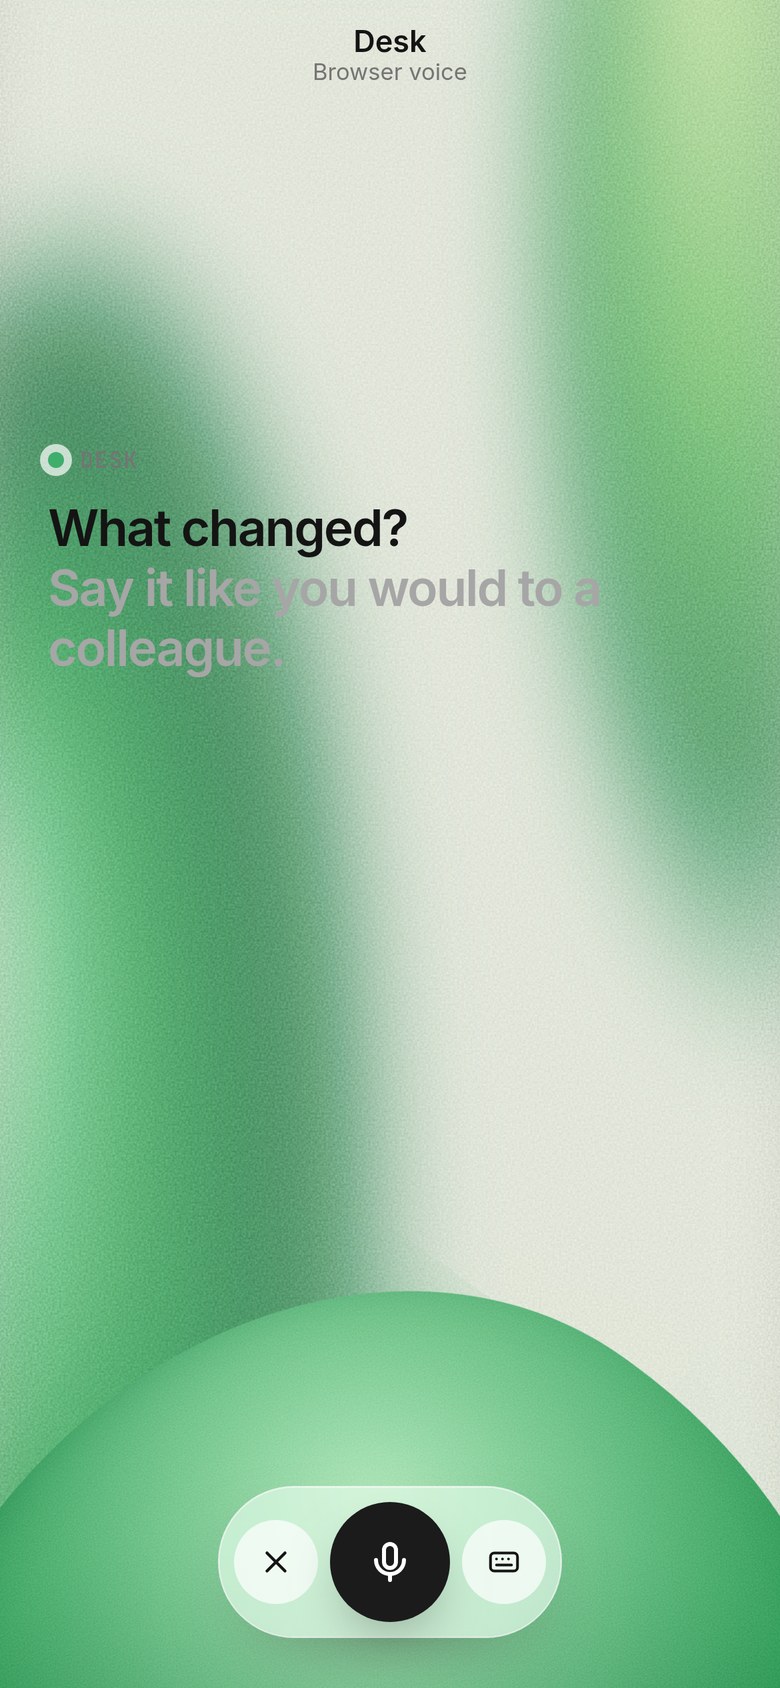 Desk
Browser voice
DESK
What changed?
Say it like you would to a
colleague.